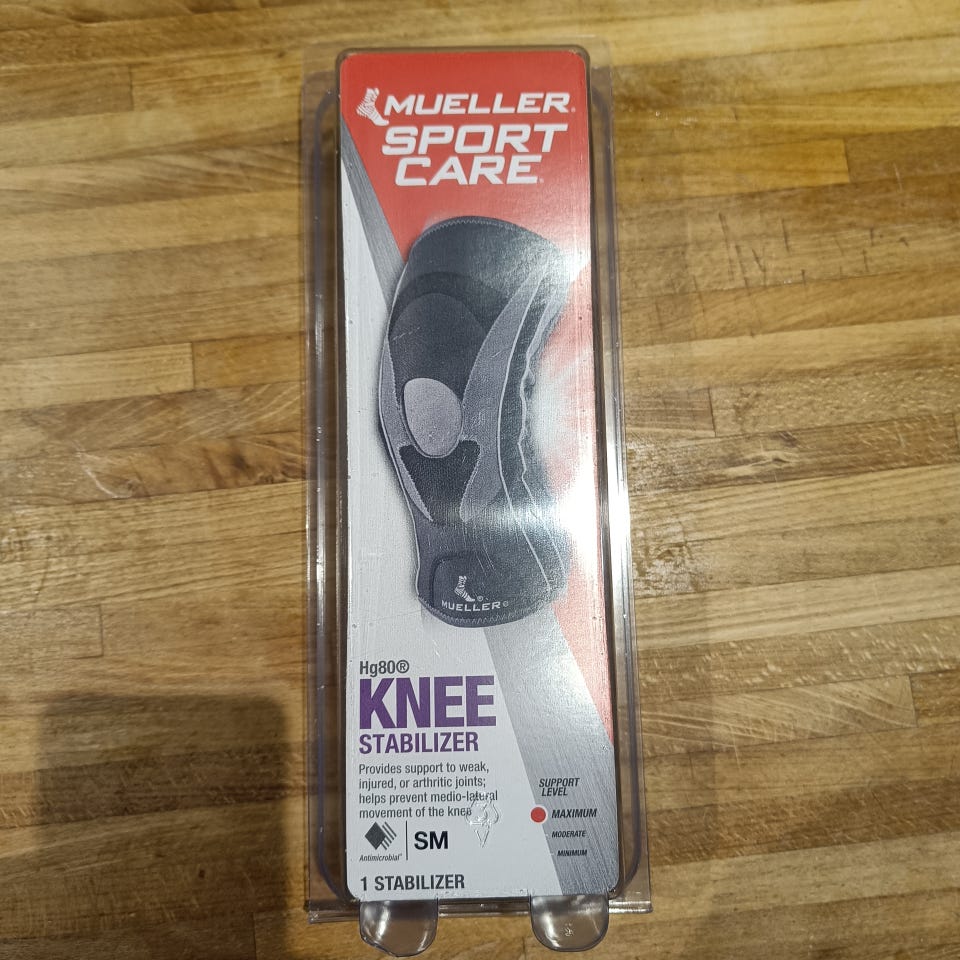 MUELLER®
SPORT
CARE®
MUELLER®
Hg80®
KNEE
STABILIZER
Provides support to weak,
injured, or arthritic joints;
helps prevent medio-lateral
movement of the knee
SUPPORT
LEVEL
MAXIMUM
MODERATE
MINIMUM
Antimicrobial
SM
1 STABILIZER